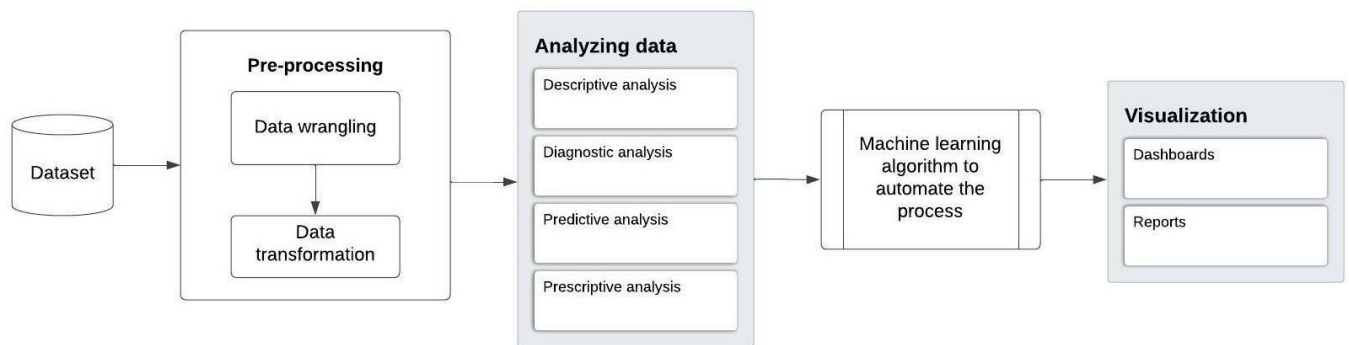 Dataset
Pre-processing
Data wrangling
Data
transformation
Analyzing data
Descriptive analysis
Diagnostic analysis
Predictive analysis
Prescriptive analysis
Machine learning
algorithm to
automate the
process
Visualization
Dashboards
Reports